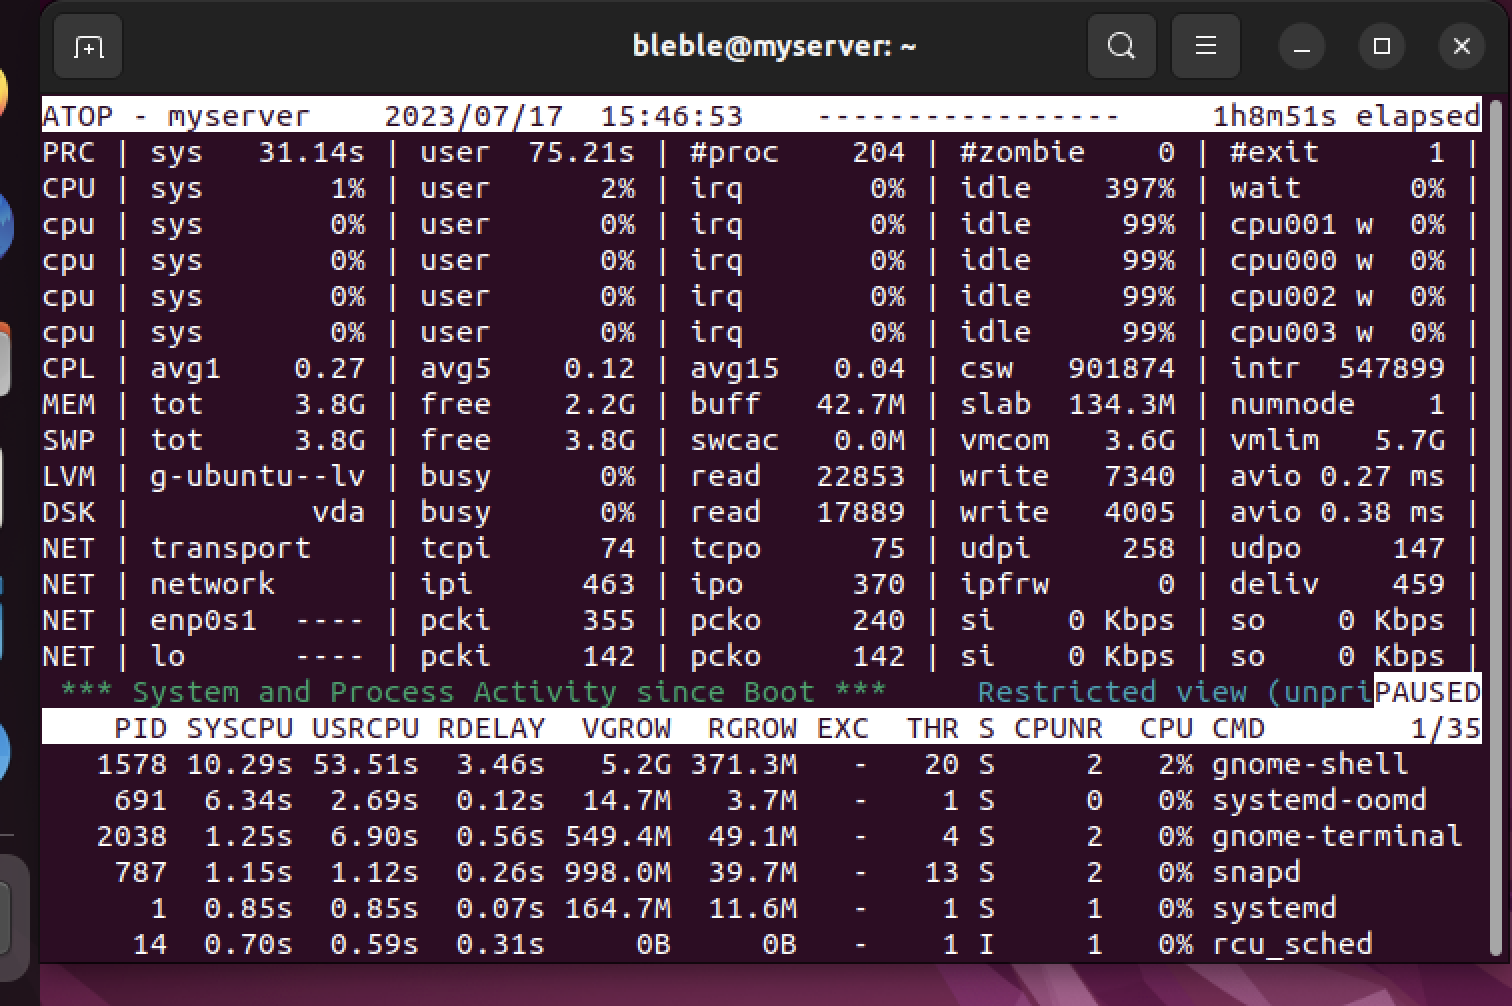 bleble@myserver: ~
ATOP - myserver    2023/07/17  15:46:53    -----------------     1h8m51s elapsed
PRC | sys   31.14s | user  75.21s | #proc    204 | #zombie    0 | #exit      1 |
CPU | sys       1% | user      2% | irq       0% | idle    397% | wait      0% |
cpu | sys       0% | user      0% | irq       0% | idle     99% | cpu001 w  0% |
cpu | sys       0% | user      0% | irq       0% | idle     99% | cpu000 w  0% |
cpu | sys       0% | user      0% | irq       0% | idle     99% | cpu002 w  0% |
cpu | sys       0% | user      0% | irq       0% | idle     99% | cpu003 w  0% |
CPL | avg1    0.27 | avg5    0.12 | avg15   0.04 | csw   901874 | intr  547899 |
MEM | tot     3.8G | free    2.2G | buff   42.7M | slab  134.3M | numnode    1 |
SWP | tot     3.8G | free    3.8G | swcac   0.0M | vmcom   3.6G | vmlim   5.7G |
LVM | g-ubuntu--lv | busy      0% | read   22853 | write   7340 | avio 0.27 ms |
DSK |          vda | busy      0% | read   17889 | write   4005 | avio 0.38 ms |
NET | transport    | tcpi      74 | tcpo      75 | udpi     258 | udpo     147 |
NET | network      | ipi      463 | ipo      370 | ipfrw      0 | deliv    459 |
NET | enp0s1  ---- | pcki     355 | pcko     240 | si    0 Kbps | so    0 Kbps |
NET | lo      ---- | pcki     142 | pcko     142 | si    0 Kbps | so    0 Kbps |
*** System and Process Activity since Boot ***     Restricted view (unpriPAUSED
PID SYSCPU USRCPU RDELAY  VGROW  RGROW EXC  THR S CPUNR  CPU CMD        1/35
1578 10.29s 53.51s  3.46s   5.2G 371.3M   -   20 S     2   2% gnome-shell
691  6.34s  2.69s  0.12s  14.7M   3.7M   -    1 S     0   0% systemd-oomd
2038  1.25s  6.90s  0.56s 549.4M  49.1M   -    4 S     2   0% gnome-terminal
787  1.15s  1.12s  0.26s 998.0M  39.7M   -   13 S     2   0% snapd
1  0.85s  0.85s  0.07s 164.7M  11.6M   -    1 S     1   0% systemd
14  0.70s  0.59s  0.31s     0B     0B   -    1 I     1   0% rcu_sched